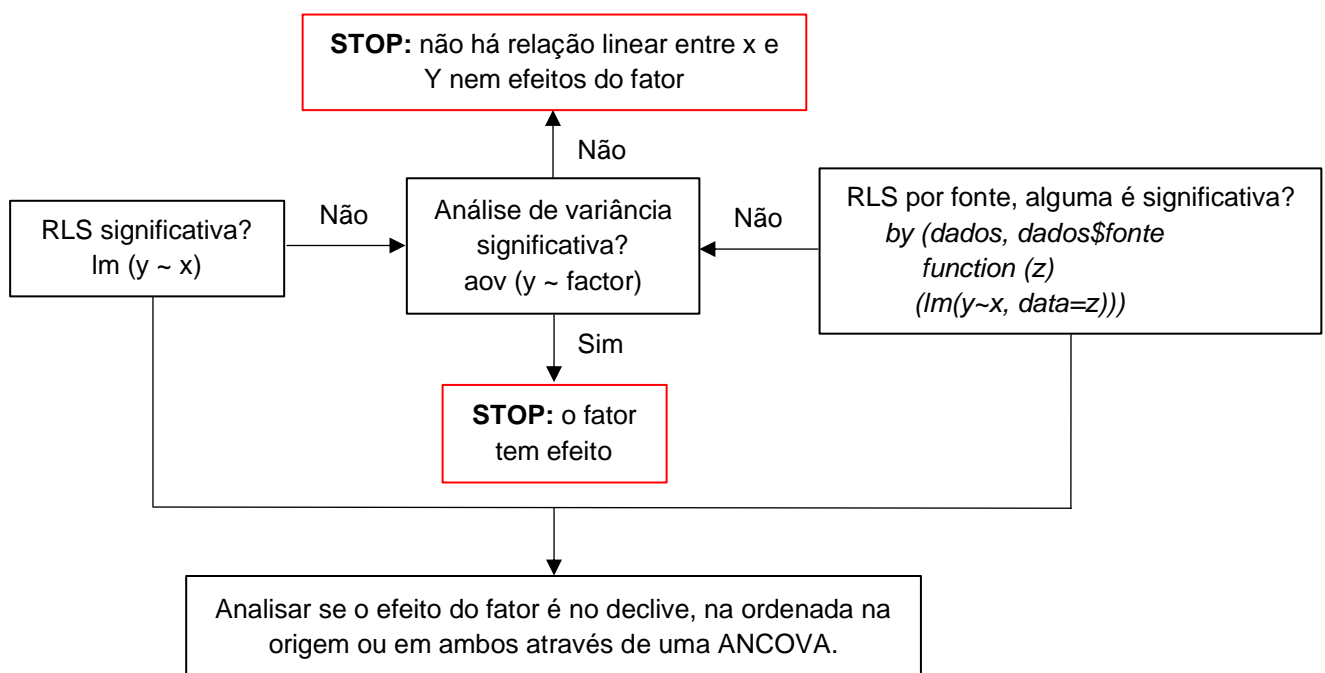 STOP: não há relação linear entre x e
Y nem efeitos do fator
Não
RLS significativa?
lm (y ~ x)
Não
Análise de variância
significativa?
aov (y ~ factor)
Não
RLS por fonte, alguma é significativa?
by (dados, dados$fonte
function (z)
(lm(y~x, data=z)))
Sim
STOP: o fator
tem efeito
Analisar se o efeito do fator é no declive, na ordenada na
origem ou em ambos através de uma ANCOVA.